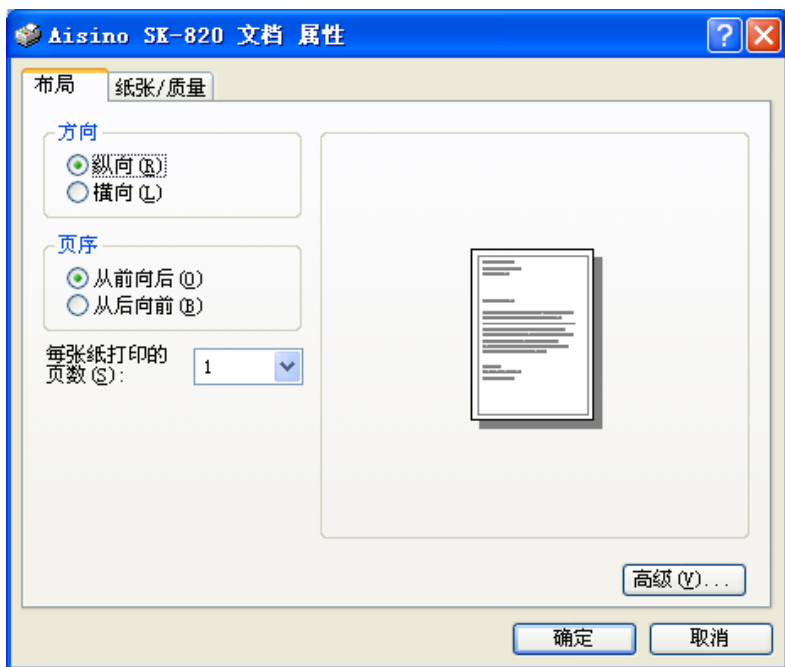 Aisino SK-820 文档 属性
布局
纸张/质量
方向
纵向(R)
横向(L)
页序
从前向后(O)
从后向前(B)
每张纸打印的
页数(S):
1
高级(V)...
确定
取消